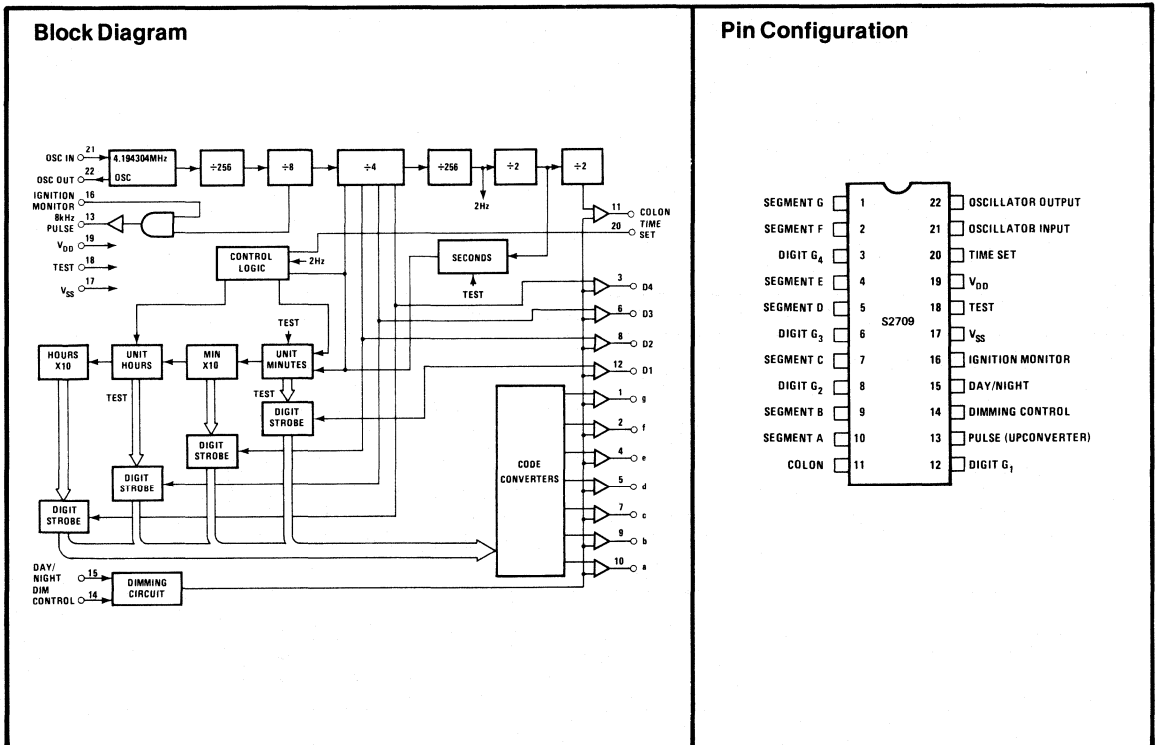 Block Diagram
OSC IN 21
OSC OUT 22
4.194304MHz
OSC
÷256
÷8
÷4
÷256
÷2
÷2
2Hz
IGNITION
MONITOR 16
8kHz
PULSE 13
V_DD 19
TEST 18
V_SS 17
11 COLON
TIME
20 SET
CONTROL
LOGIC
2Hz
SECONDS
TEST
3 D4
6 D3
8 D2
12 D1
1 g
2 f
4 e
5 d
7 c
9 b
10 a
HOURS
X10
UNIT
HOURS
MIN
X10
TEST
UNIT
MINUTES
TEST
TEST
DIGIT
STROBE
DIGIT
STROBE
DIGIT
STROBE
DIGIT
STROBE
CODE
CONVERTERS
DAY/
NIGHT 15
DIM
CONTROL 14
DIMMING
CIRCUIT
Pin Configuration
S2709
SEGMENT G 1
SEGMENT F 2
DIGIT G4 3
SEGMENT E 4
SEGMENT D 5
DIGIT G3 6
SEGMENT C 7
DIGIT G2 8
SEGMENT B 9
SEGMENT A 10
COLON 11
22 OSCILLATOR OUTPUT
21 OSCILLATOR INPUT
20 TIME SET
19 V_DD
18 TEST
17 V_SS
16 IGNITION MONITOR
15 DAY/NIGHT
14 DIMMING CONTROL
13 PULSE (UPCONVERTER)
12 DIGIT G1